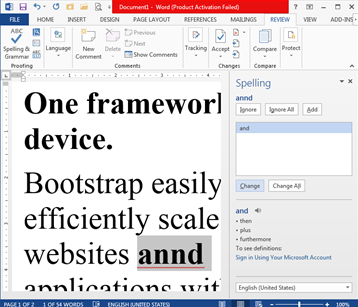 Document1 - Word (Product Activation Failed)
INSERT DESIGN PAGE LAYOUT REFERENCES MAILINGS REVIEW VIEW ADD-INS
ABC
Spelling & Grammar
Language
New Comment
Delete
Previous
Next
Show Comments
Tracking
Accept
Compare
Protect
Proofing
Comments
Changes
Compare
One framework
device.
Bootstrap easily
efficiently scale
websites annd
applications with
Spelling
annd
Ignore Ignore All Add
and
Change Change All
and
• then
• plus
• furthermore
To see definitions:
Sign in Using your Microsoft Account
English (United States)
PAGE 1 OF 2 1 OF 54 WORDS ENGLISH (UNITED STATES)